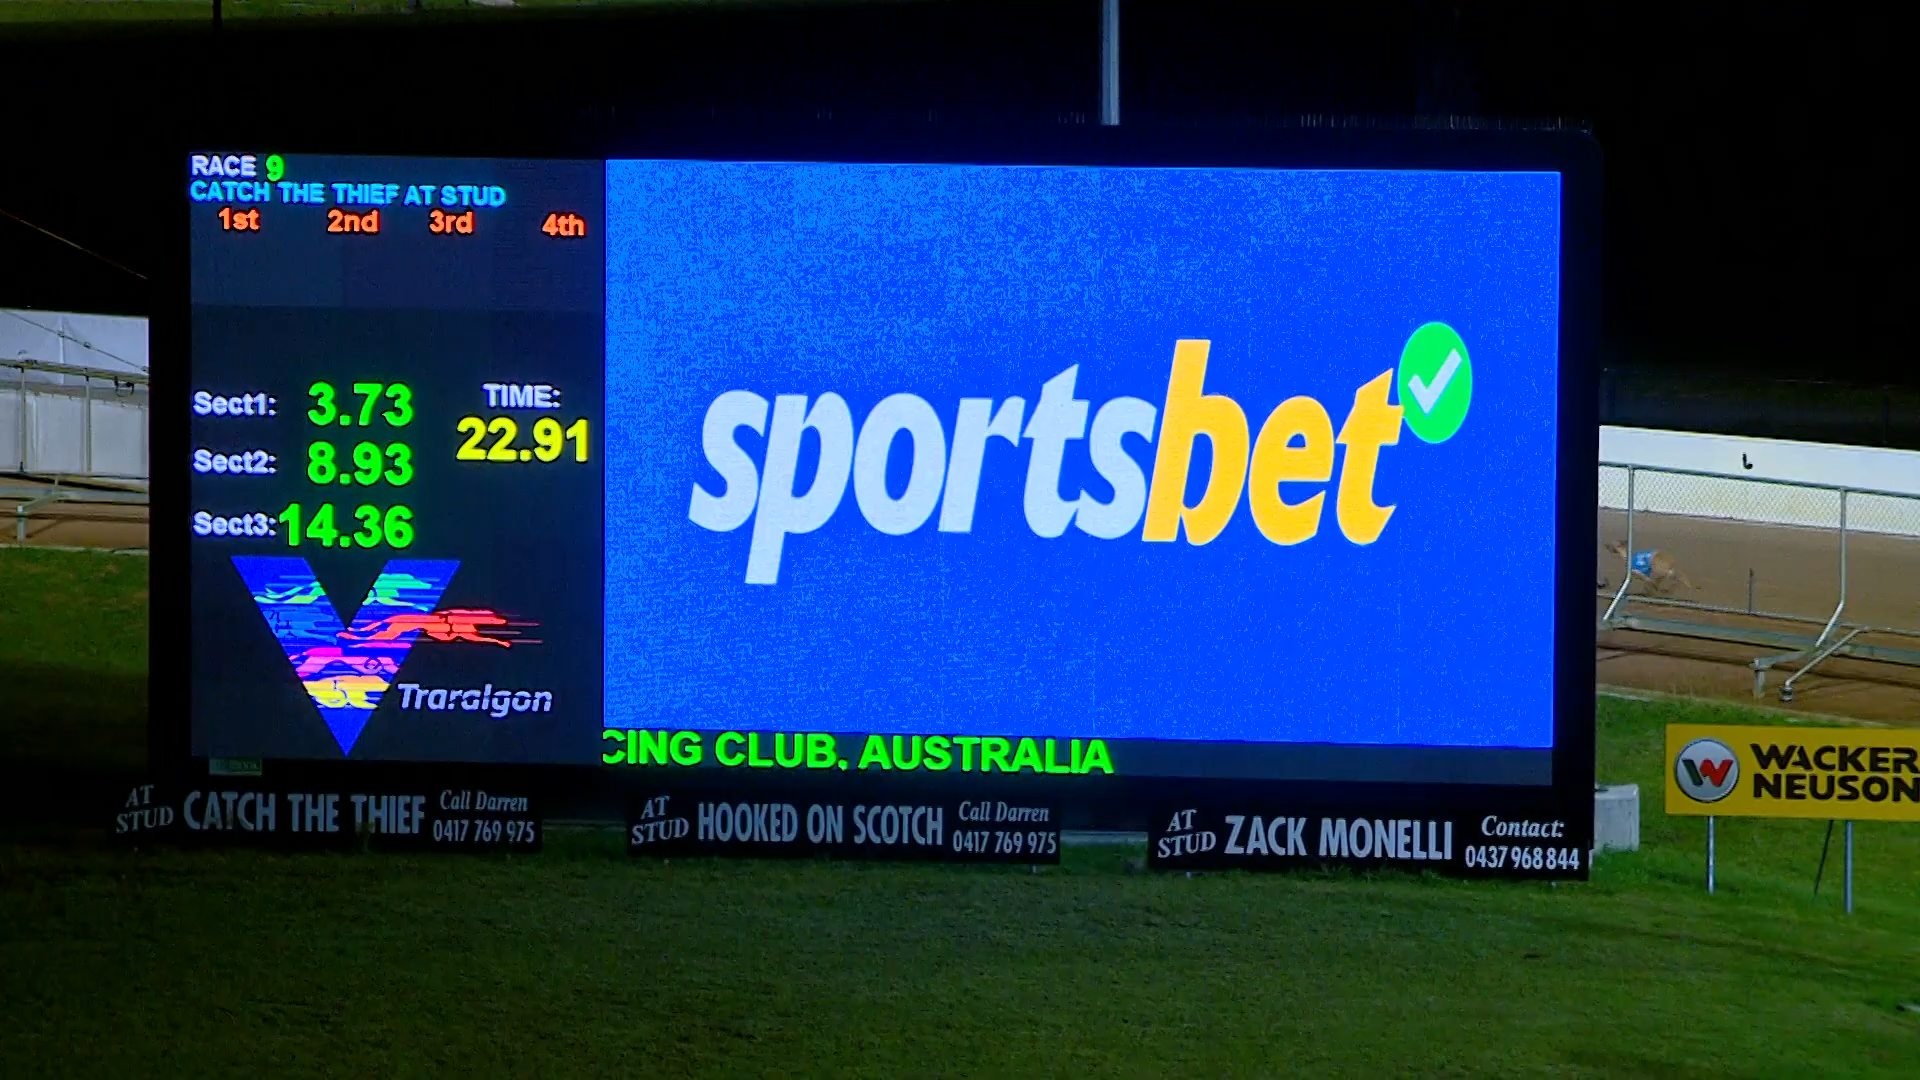 RACE 9
CATCH THE THIEF AT STUD
1st 2nd 3rd 4th
Sect1: 3.73
Sect2: 8.93
Sect3: 14.36
TIME:
22.91
Traralgon
sportsbet
CING CLUB, AUSTRALIA
AT STUD CATCH THE THIEF Call Darren 0417 769 975
AT STUD HOOKED ON SCOTCH Call Darren 0417 769 975
AT STUD ZACK MONELLI Contact: 0437 968 844
WACKER
NEUSON